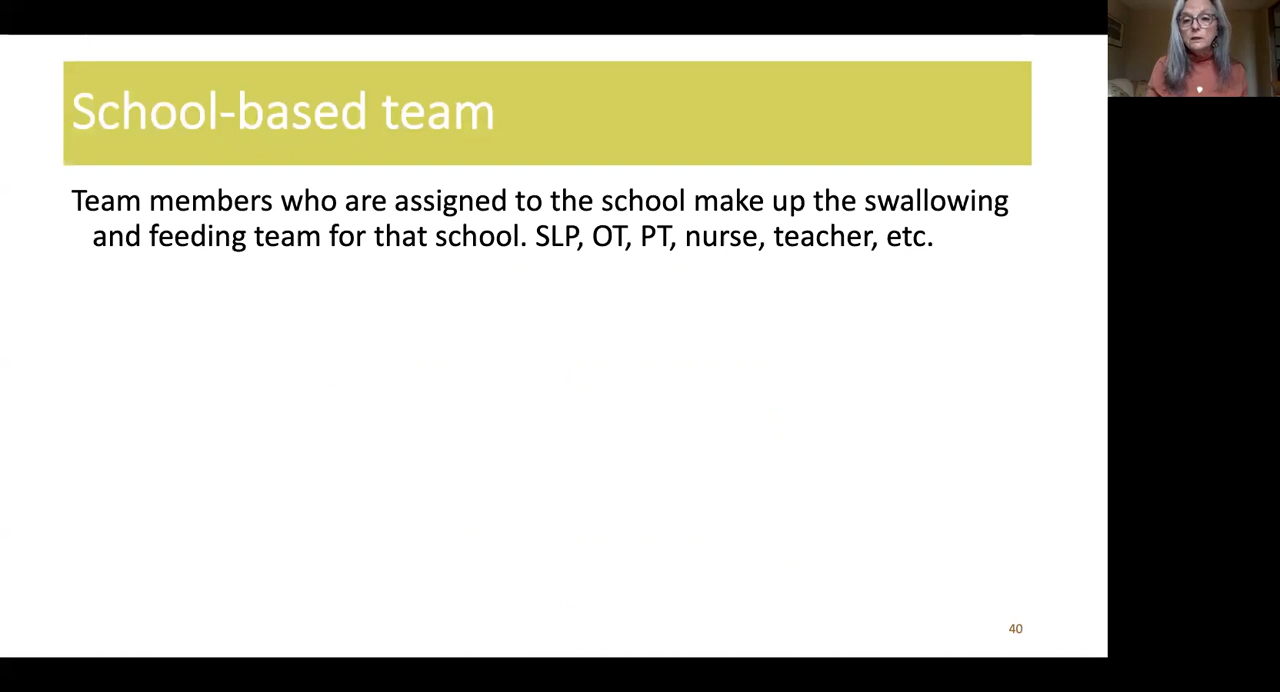 School-based team
Team members who are assigned to the school make up the swallowing
and feeding team for that school. SLP, OT, PT, nurse, teacher, etc.
40